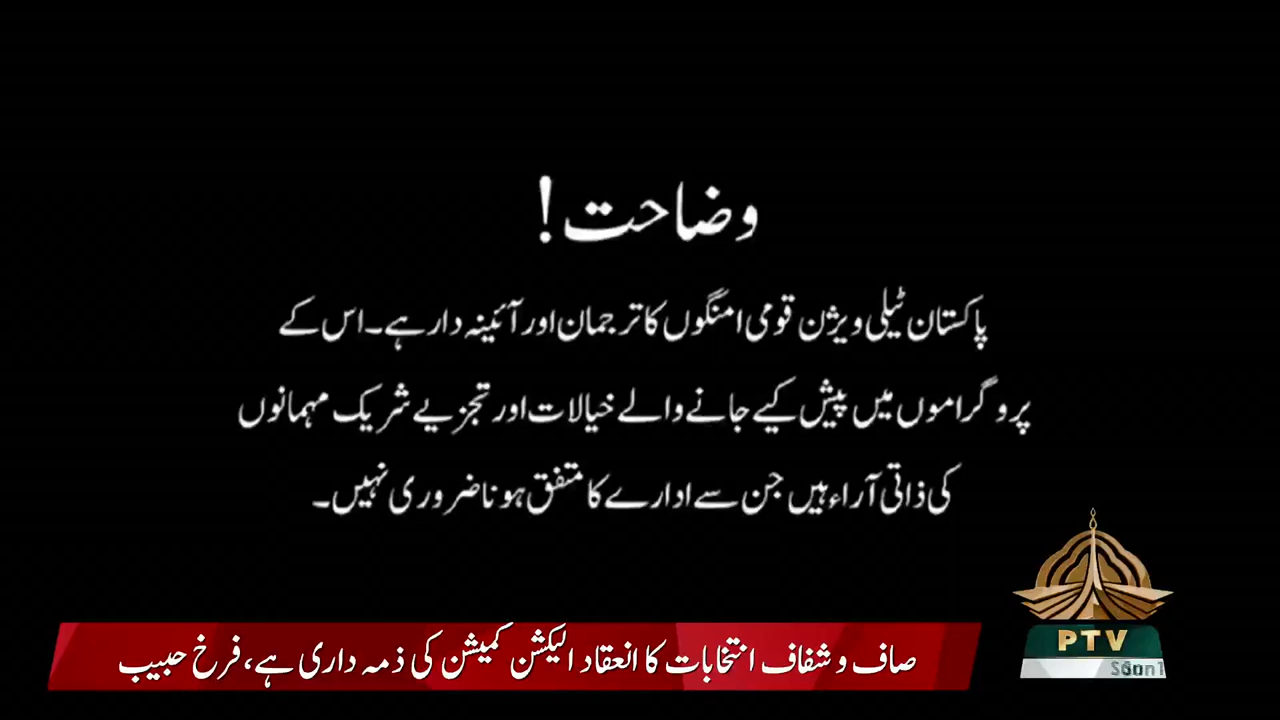 وضاحت!
پاکستان ٹیلی ویژن قومی امنگوں کا ترجمان اور آئینہ دار ہے۔ اس کے
پروگراموں میں پیش کیے جانے والے خیالات اور تجزیے شریک مہمانوں
کی ذاتی آراء ہیں جن سے ادارے کا متفق ہونا ضروری نہیں۔
صاف و شفاف انتخابات کا انعقاد الیکشن کمیشن کی ذمہ داری ہے، فرخ حبیب
PTV